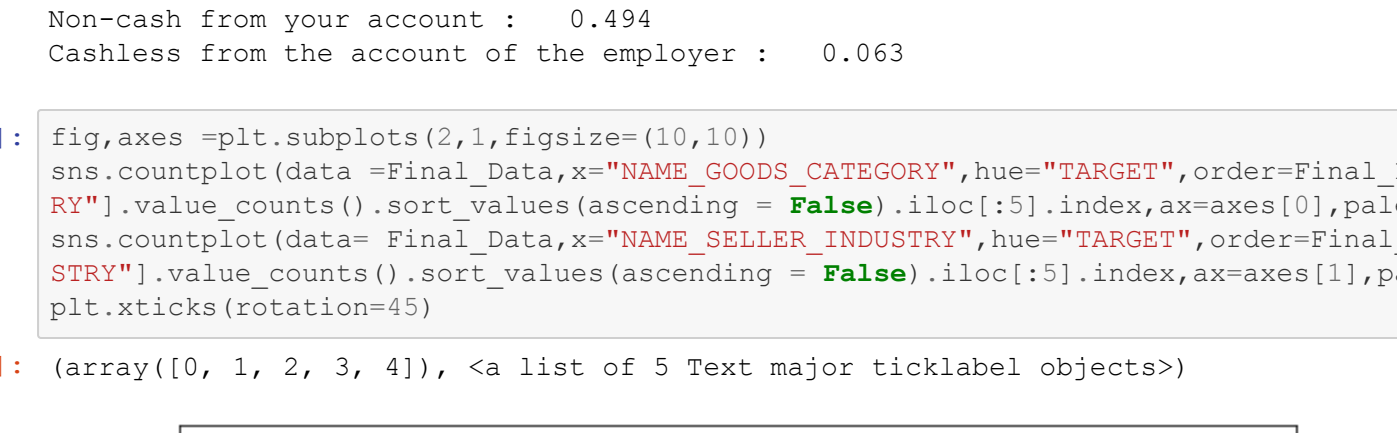 Non-cash from your account :   0.494
Cashless from the account of the employer :   0.063
]: fig,axes =plt.subplots(2,1,figsize=(10,10))
sns.countplot(data =Final_Data,x="NAME_GOODS_CATEGORY",hue="TARGET",order=Final_
RY"].value_counts().sort_values(ascending = False).iloc[:5].index,ax=axes[0],pal
sns.countplot(data= Final_Data,x="NAME_SELLER_INDUSTRY",hue="TARGET",order=Final
STRY"].value_counts().sort_values(ascending = False).iloc[:5].index,ax=axes[1],p
plt.xticks(rotation=45)
]: (array([0, 1, 2, 3, 4]), <a list of 5 Text major ticklabel objects>)